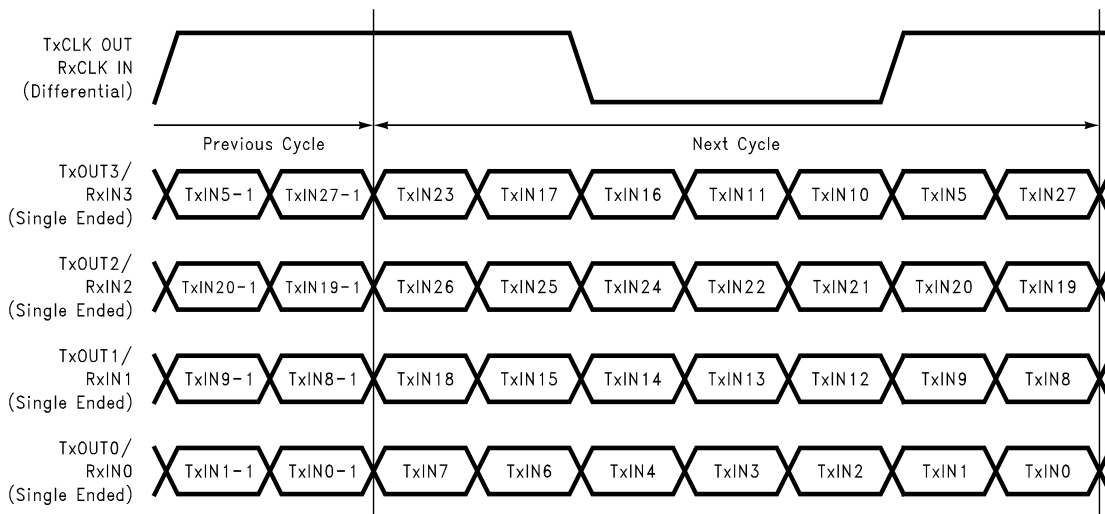 TxCLK OUT
RxCLK IN
(Differential)
Previous Cycle
Next Cycle
TxOUT3/
RxIN3
(Single Ended)
TxIN5-1 TxIN27-1 TxIN23 TxIN17 TxIN16 TxIN11 TxIN10 TxIN5 TxIN27
TxOUT2/
RxIN2
(Single Ended)
TxIN20-1 TxIN19-1 TxIN26 TxIN25 TxIN24 TxIN22 TxIN21 TxIN20 TxIN19
TxOUT1/
RxIN1
(Single Ended)
TxIN9-1 TxIN8-1 TxIN18 TxIN15 TxIN14 TxIN13 TxIN12 TxIN9 TxIN8
TxOUT0/
RxIN0
(Single Ended)
TxIN1-1 TxIN0-1 TxIN7 TxIN6 TxIN4 TxIN3 TxIN2 TxIN1 TxIN0